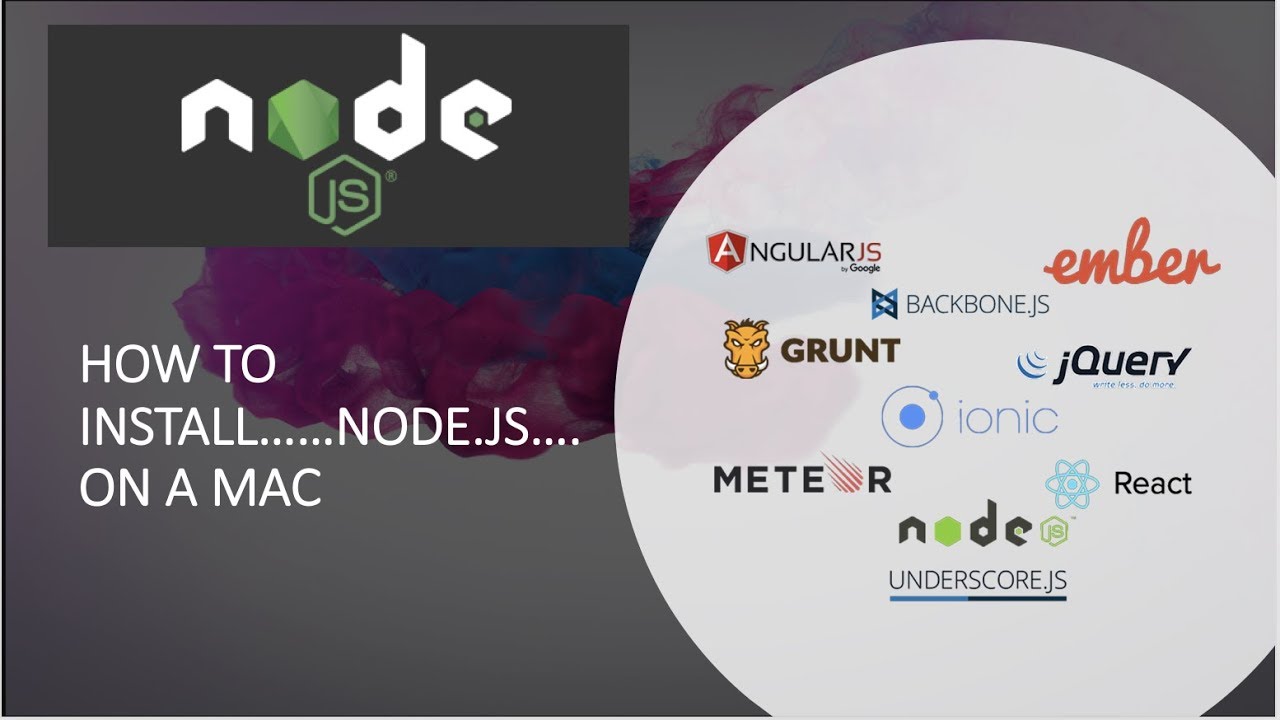 node
JS®
HOW TO
INSTALL......NODE.JS....
ON A MAC
ANGULARJS
by Google
ember
BACKBONE.JS
GRUNT
jQuery
write less. do more.
ionic
METEOR
React
node JS™
UNDERSCORE.JS